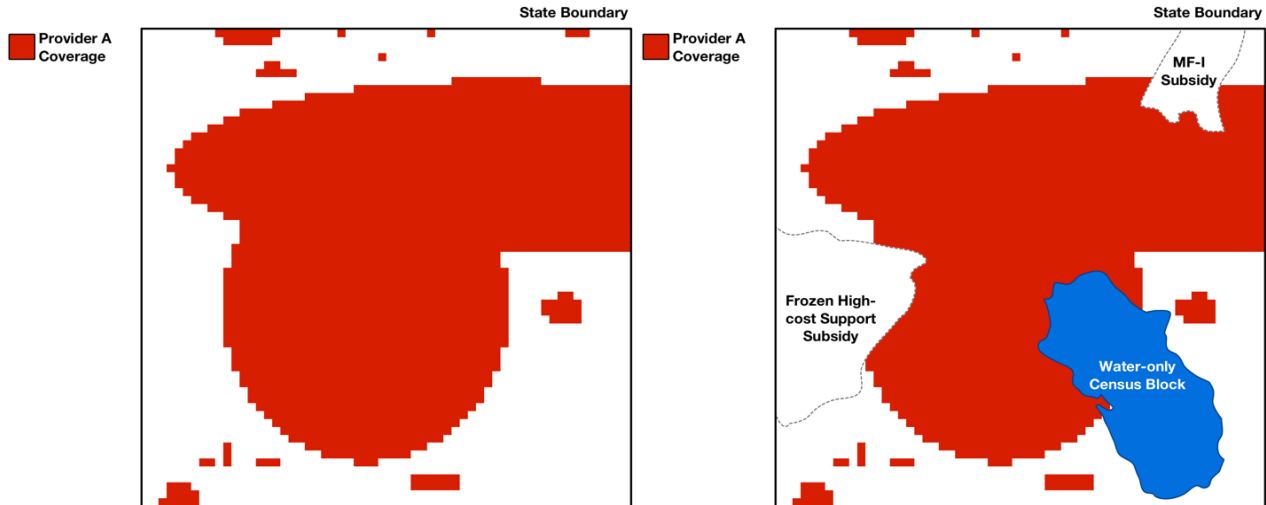 State Boundary
Provider A
Coverage
State Boundary
Provider A
Coverage
MF-I
Subsidy
Frozen High-
cost Support
Subsidy
Water-only
Census Block